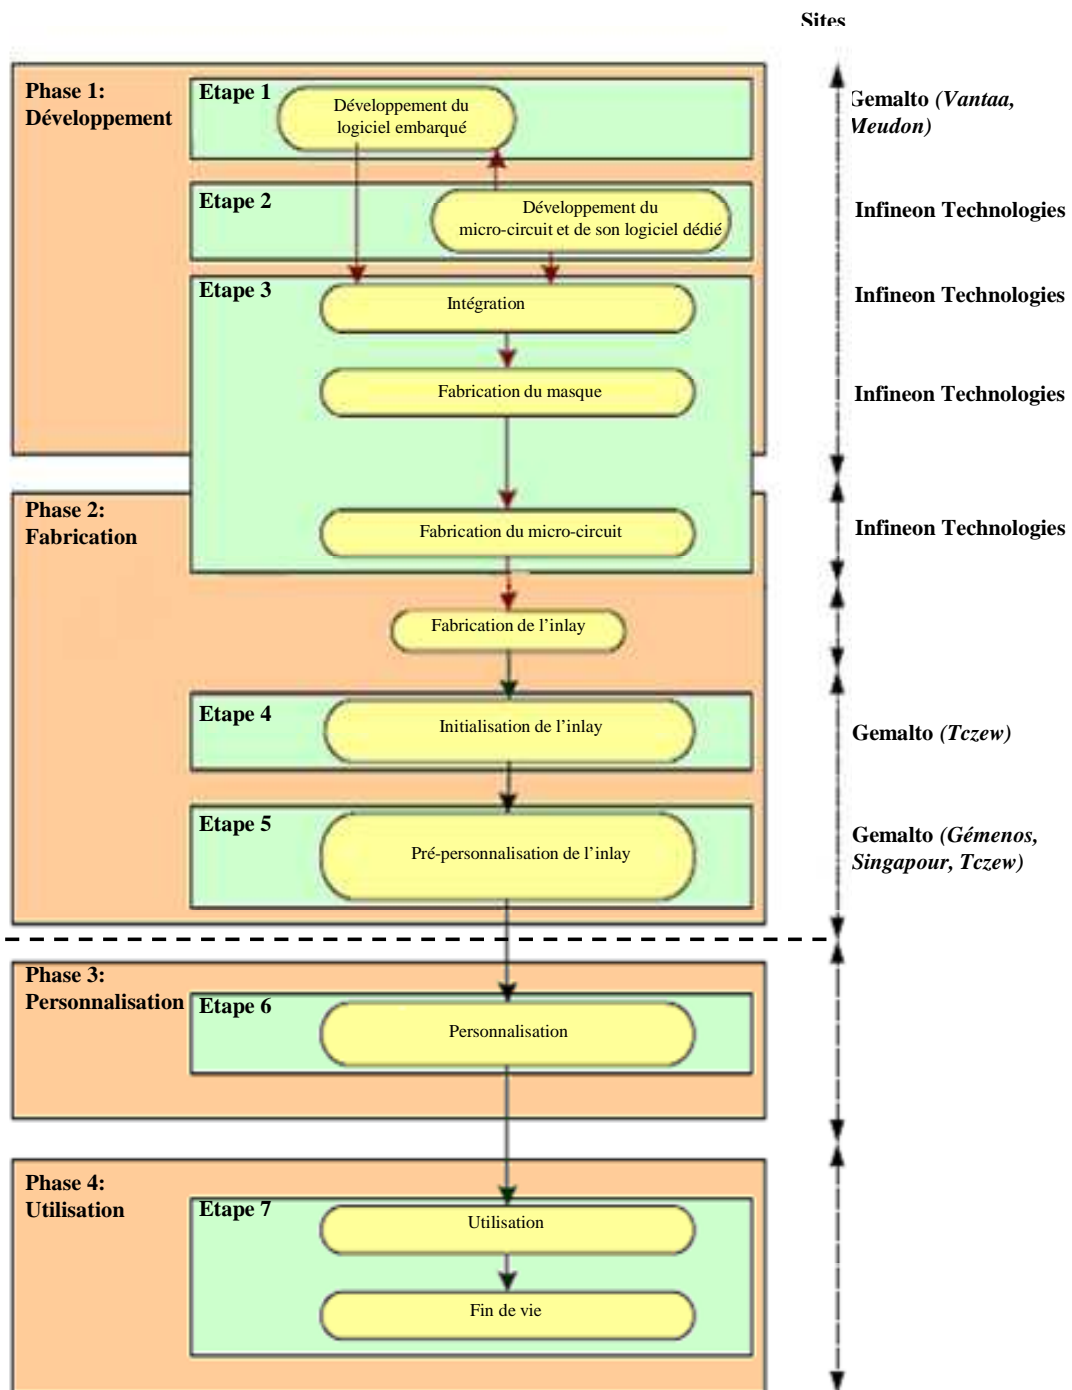 Sites
Phase 1:
Développement
Etape 1
Développement du
logiciel embarqué
Gemalto (Vantaa,
Meudon)
Etape 2
Développement du
micro-circuit et de son logiciel dédié
Infineon Technologies
Etape 3
Intégration
Infineon Technologies
Fabrication du masque
Infineon Technologies
Phase 2:
Fabrication
Fabrication du micro-circuit
Infineon Technologies
Fabrication de l'inlay
Etape 4
Initialisation de l'inlay
Gemalto (Tczew)
Etape 5
Pré-personnalisation de l'inlay
Gemalto (Gémenos,
Singapour, Tczew)
Phase 3:
Personnalisation
Etape 6
Personnalisation
Phase 4:
Utilisation
Etape 7
Utilisation
Fin de vie